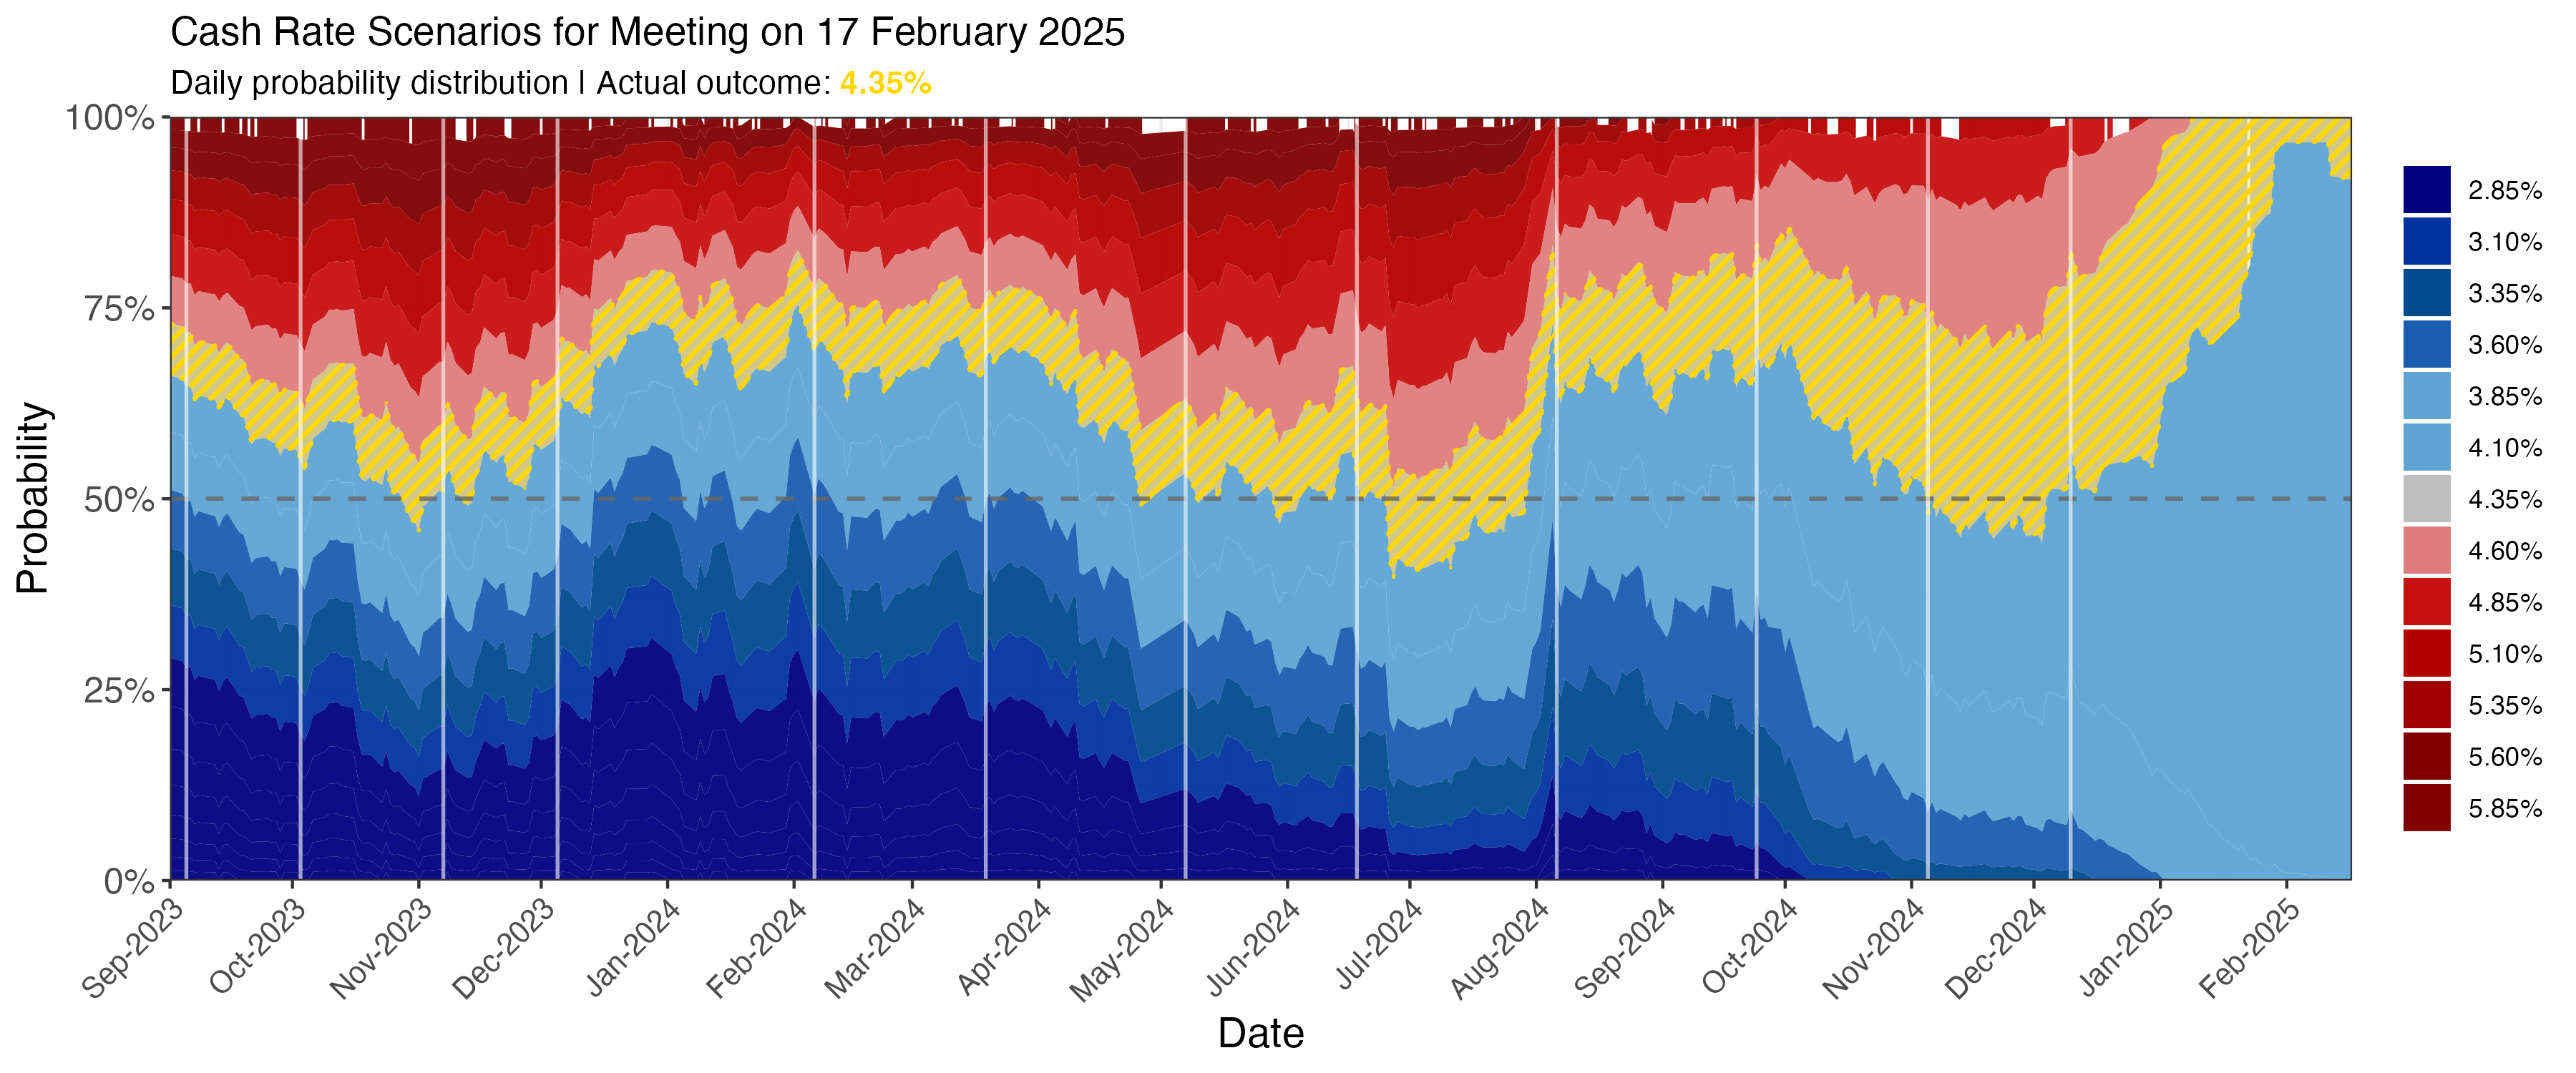 Cash Rate Scenarios for Meeting on 17 February 2025
Daily probability distribution | Actual outcome: 4.35%
Probability
100%
75%
50%
25%
0%
Sep-2023
Oct-2023
Nov-2023
Dec-2023
Jan-2024
Feb-2024
Mar-2024
Apr-2024
May-2024
Jun-2024
Jul-2024
Aug-2024
Sep-2024
Oct-2024
Nov-2024
Dec-2024
Jan-2025
Feb-2025
Date
2.85%
3.10%
3.35%
3.60%
3.85%
4.10%
4.35%
4.60%
4.85%
5.10%
5.35%
5.60%
5.85%